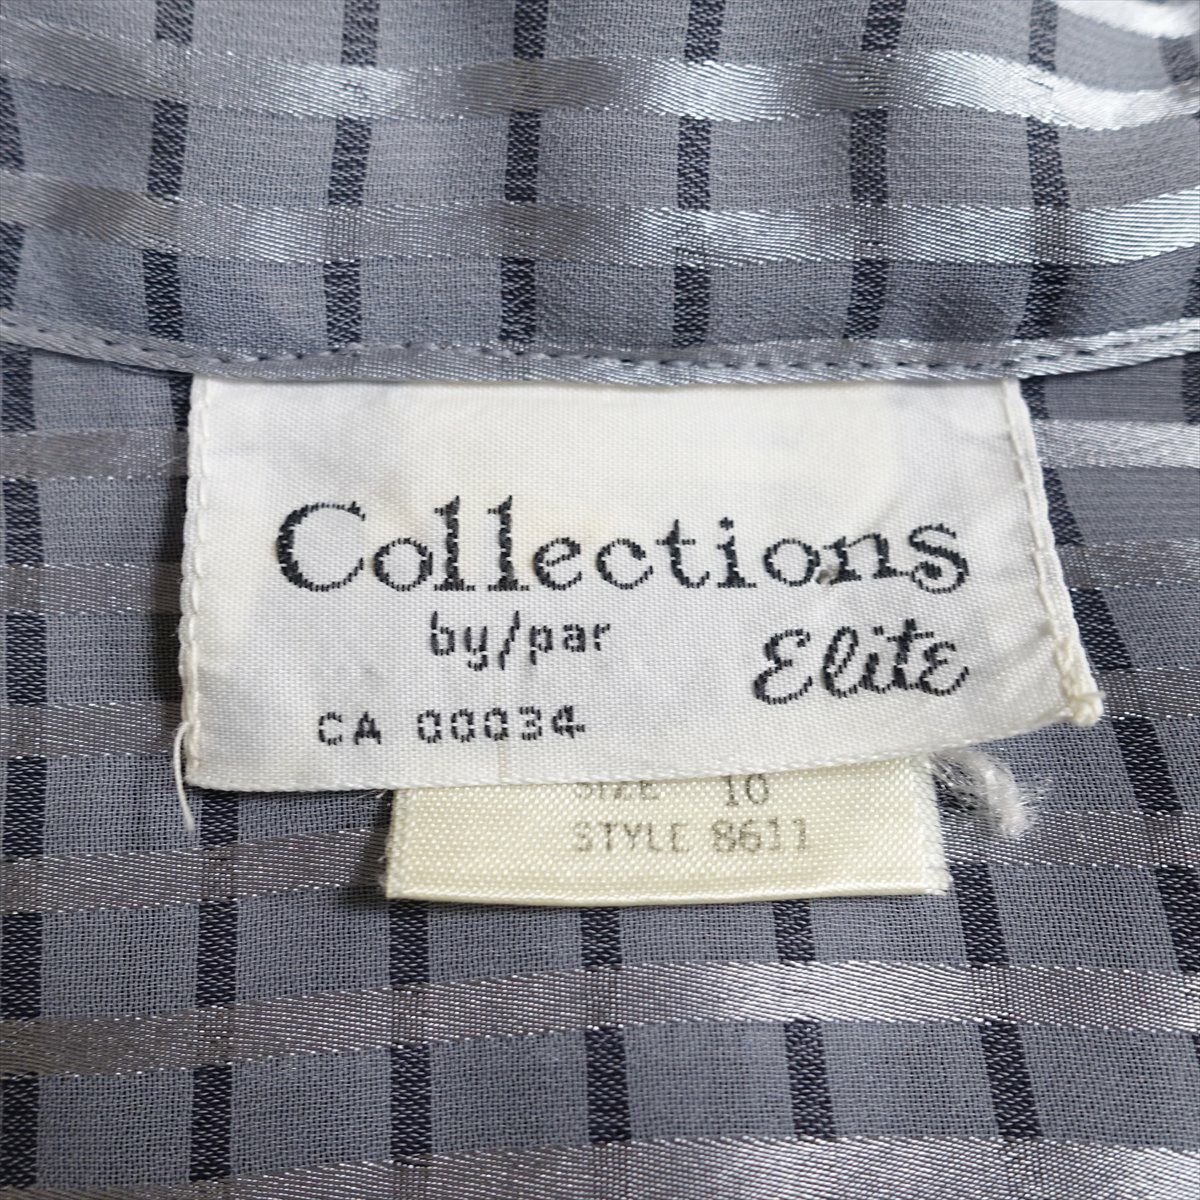 Collections
by/par Elite
CA 00034
SIZE 10
STYLE 8611